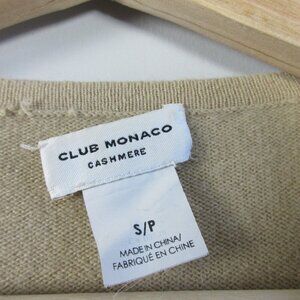 CLUB MONACO
CASHMERE
S/P
MADE IN CHINA/
FABRIQUÉ EN CHINE